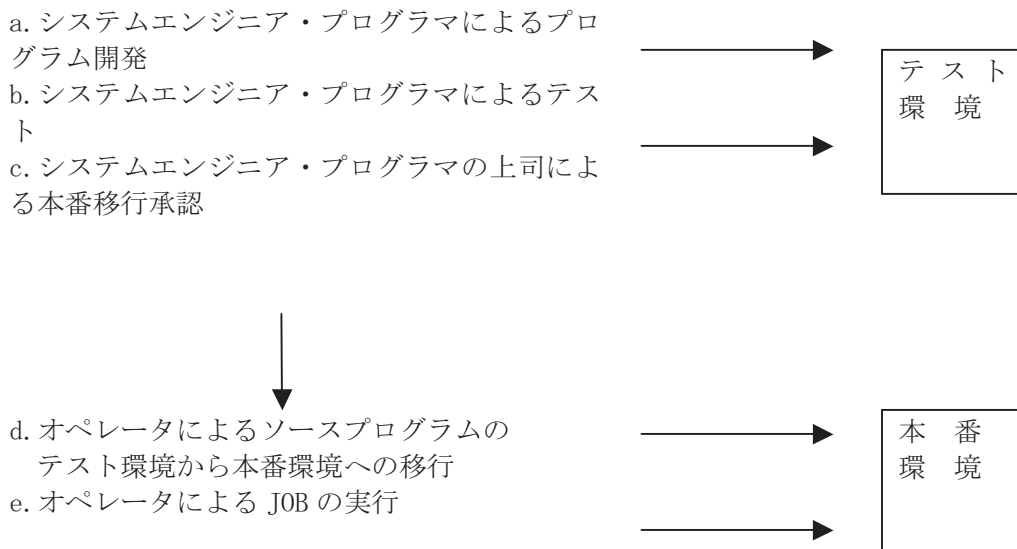 a.システムエンジニア・プログラマによるプロ
グラム開発
b.システムエンジニア・プログラマによるテス
ト
c.システムエンジニア・プログラマの上司によ
る本番移行承認
テスト
環境
d.オペレータによるソースプログラムの
テスト環境から本番環境への移行
e.オペレータによる JOB の実行
本番
環境